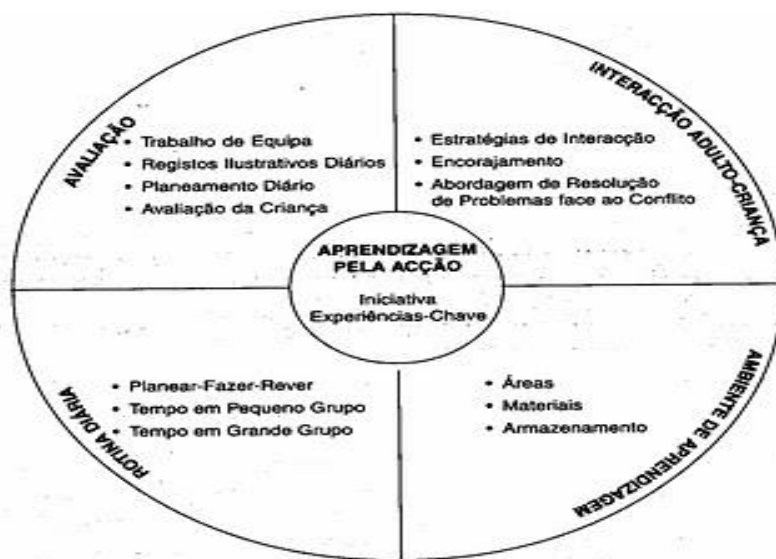 AVALIAÇÃO
• Trabalho de Equipa
• Registos Ilustrativos Diários
• Planeamento Diário
• Avaliação da Criança
INTERACÇÃO ADULTO-CRIANÇA
• Estratégias de Interacção
• Encorajamento
• Abordagem de Resolução
de Problemas face ao Conflito
APRENDIZAGEM
PELA ACÇÃO
Iniciativa
Experiências-Chave
ROTINA DIÁRIA
• Planear-Fazer-Rever
• Tempo em Pequeno Grupo
• Tempo em Grande Grupo
AMBIENTE DE APRENDIZAGEM
• Áreas
• Materiais
• Armazenamento